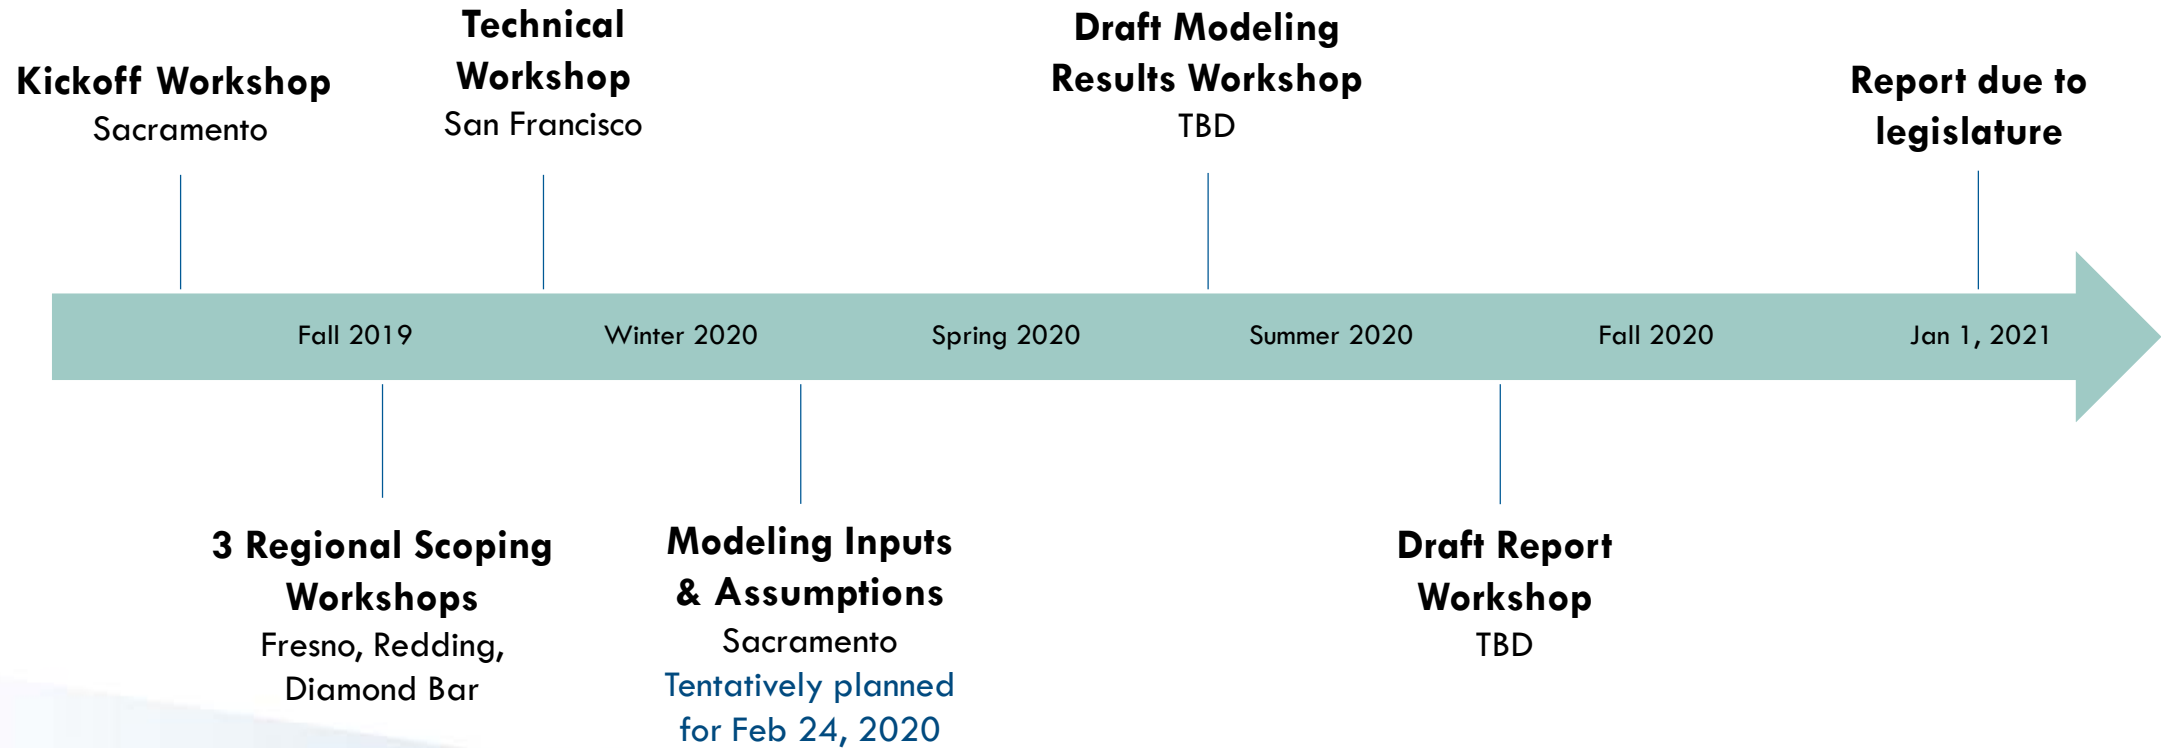 Kickoff Workshop
Sacramento
Technical
Workshop
San Francisco
Draft Modeling
Results Workshop
TBD
Report due to
legislature
Fall 2019
Winter 2020
Spring 2020
Summer 2020
Fall 2020
Jan 1, 2021
3 Regional Scoping
Workshops
Fresno, Redding,
Diamond Bar
Modeling Inputs
& Assumptions
Sacramento
Tentatively planned
for Feb 24, 2020
Draft Report
Workshop
TBD